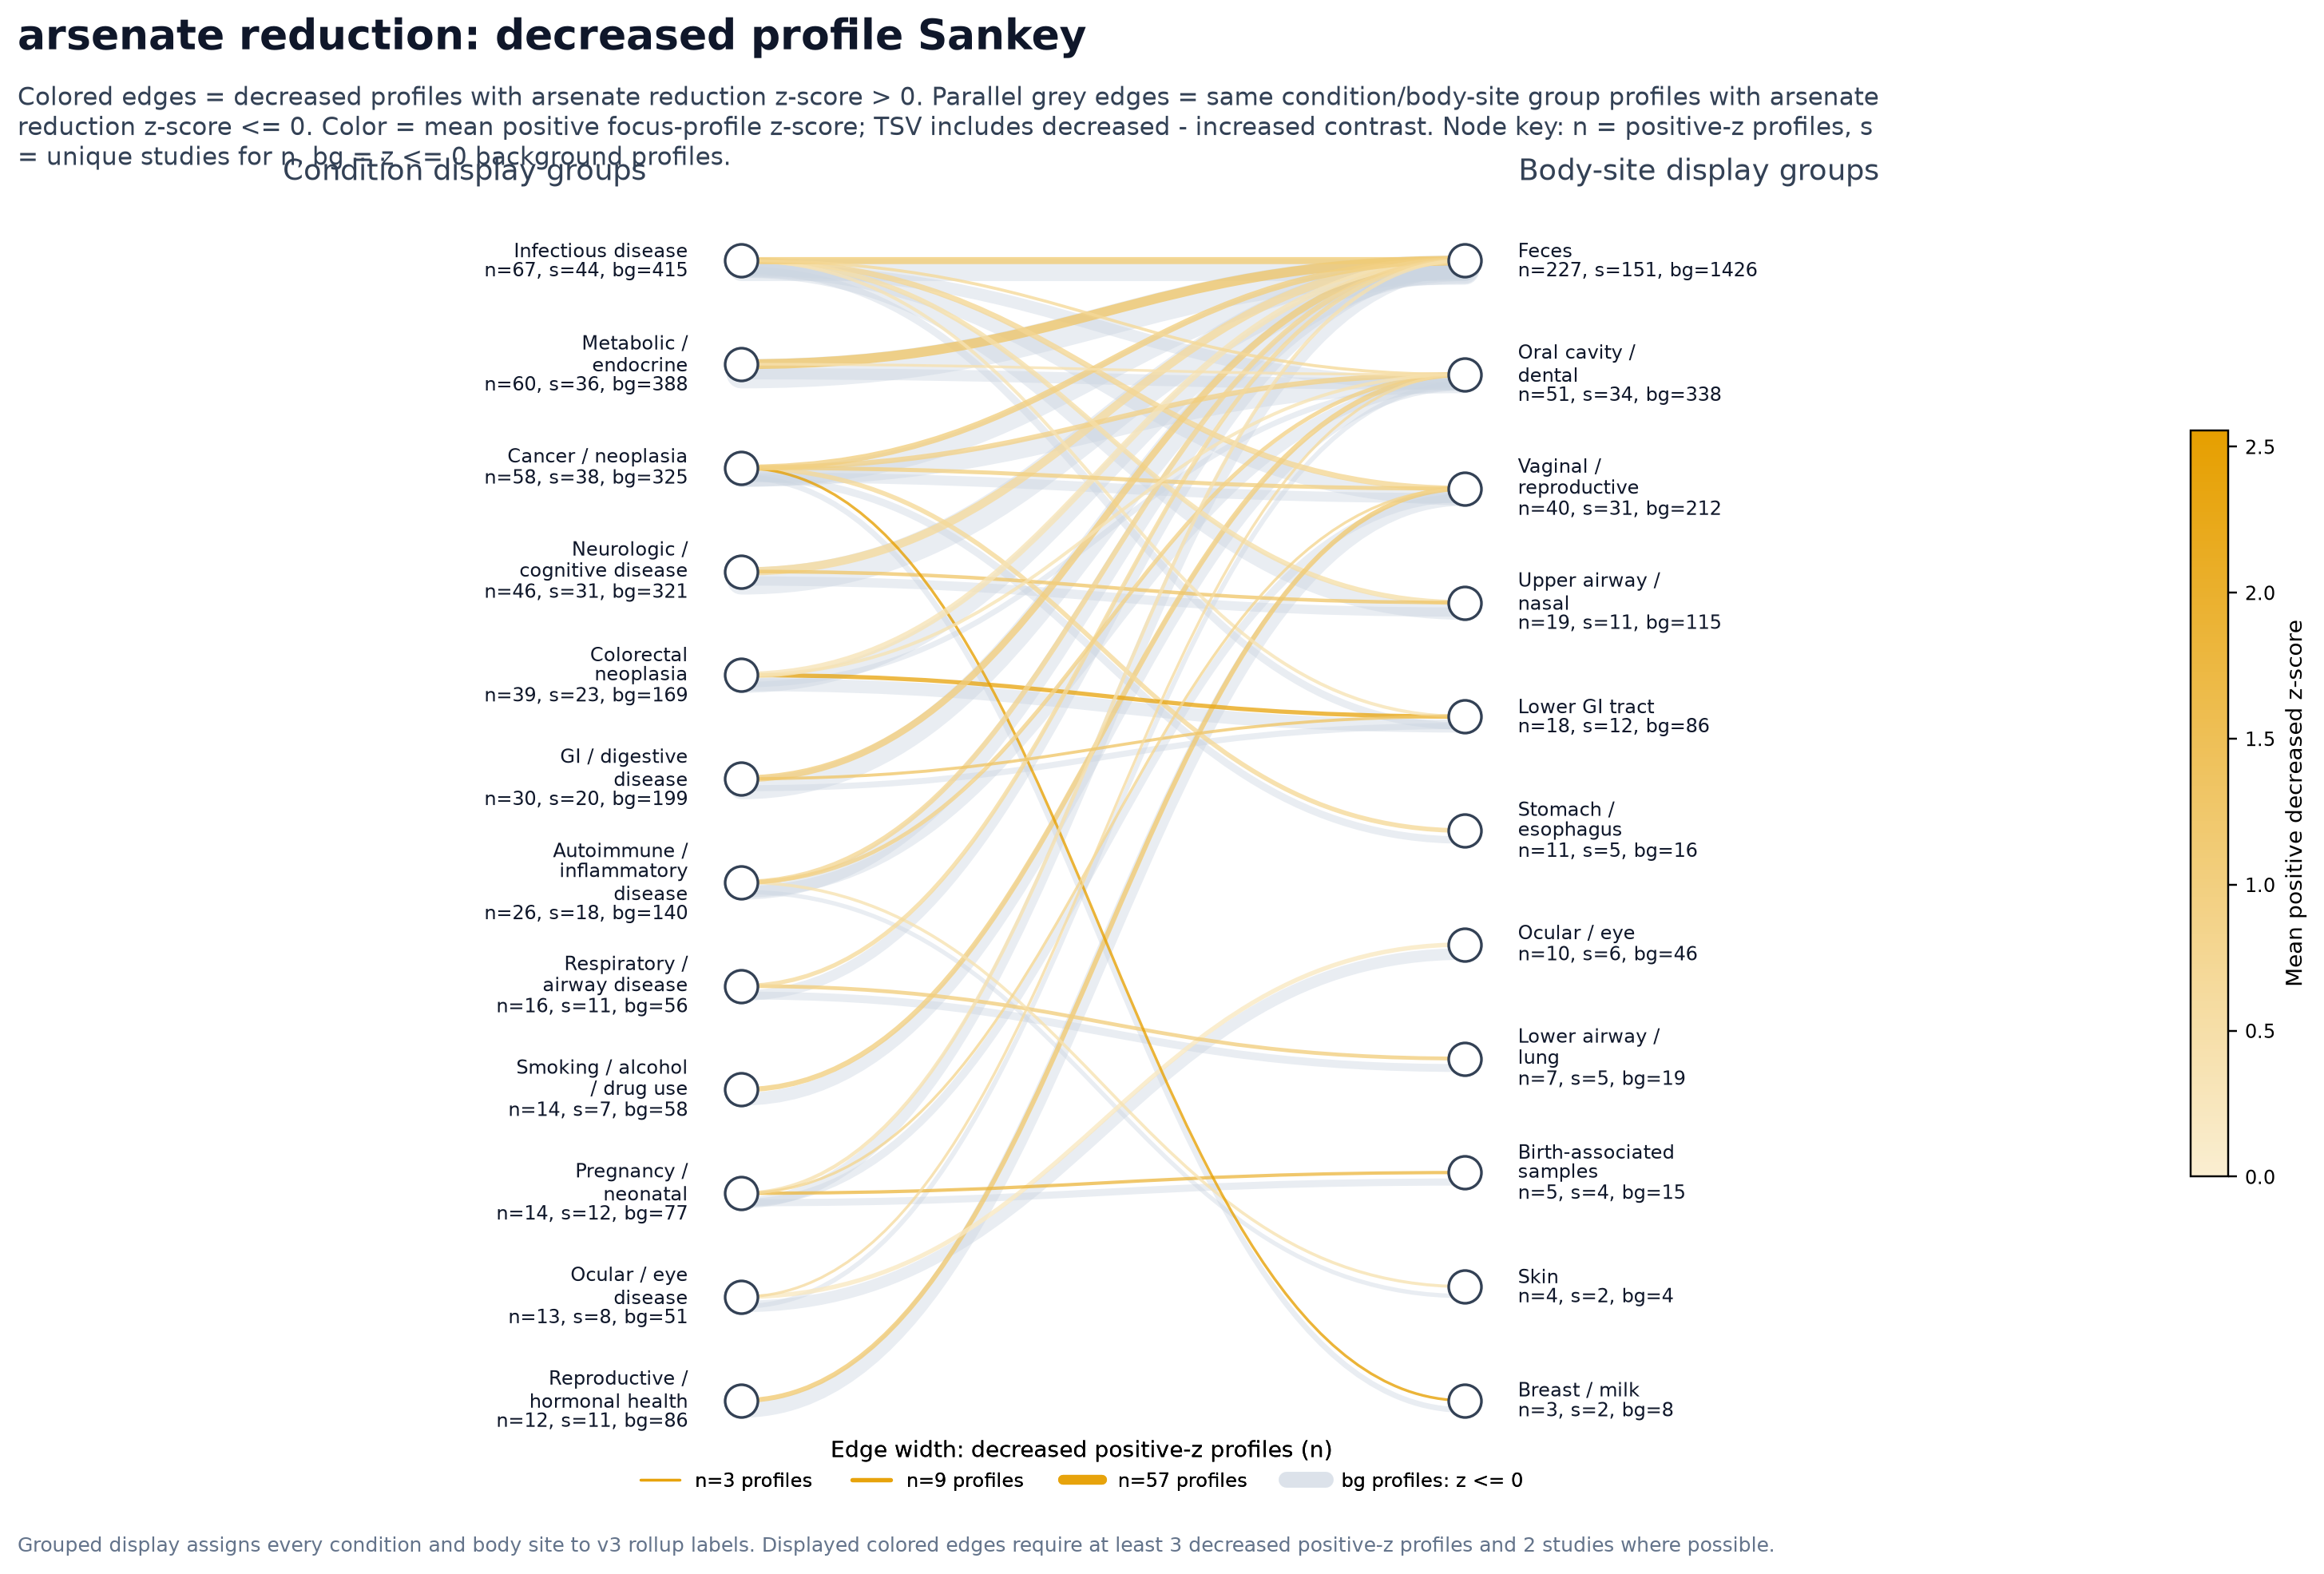 arsenate reduction: decreased profile Sankey
Colored edges = decreased profiles with arsenate reduction z-score > 0. Parallel grey edges = same condition/body-site group profiles with arsenate
reduction z-score <= 0. Color = mean positive focus-profile z-score; TSV includes decreased - increased contrast. Node key: n = positive-z profiles, s
= unique studies for n, bg = z <= 0 background profiles.
Condition display groups
Body-site display groups
Infectious disease
n=67, s=44, bg=415
Metabolic /
endocrine
n=60, s=36, bg=388
Cancer / neoplasia
n=58, s=38, bg=325
Neurologic /
cognitive disease
n=46, s=31, bg=321
Colorectal
neoplasia
n=39, s=23, bg=169
GI / digestive
disease
n=30, s=20, bg=199
Autoimmune /
inflammatory
disease
n=26, s=18, bg=140
Respiratory /
airway disease
n=16, s=11, bg=56
Smoking / alcohol
/ drug use
n=14, s=7, bg=58
Pregnancy /
neonatal
n=14, s=12, bg=77
Ocular / eye
disease
n=13, s=8, bg=51
Reproductive /
hormonal health
n=12, s=11, bg=86
Feces
n=227, s=151, bg=1426
Oral cavity /
dental
n=51, s=34, bg=338
Vaginal /
reproductive
n=40, s=31, bg=212
Upper airway /
nasal
n=19, s=11, bg=115
Lower GI tract
n=18, s=12, bg=86
Stomach /
esophagus
n=11, s=5, bg=16
Ocular / eye
n=10, s=6, bg=46
Lower airway /
lung
n=7, s=5, bg=19
Birth-associated
samples
n=5, s=4, bg=15
Skin
n=4, s=2, bg=4
Breast / milk
n=3, s=2, bg=8
2.5
2.0
1.5
1.0
0.5
0.0
Mean positive decreased z-score
Edge width: decreased positive-z profiles (n)
n=3 profiles
n=9 profiles
n=57 profiles
bg profiles: z <= 0
Grouped display assigns every condition and body site to v3 rollup labels. Displayed colored edges require at least 3 decreased positive-z profiles and 2 studies where possible.